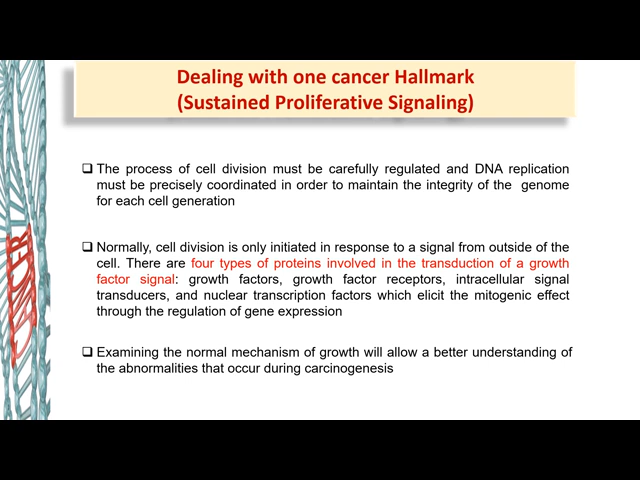 Dealing with one cancer Hallmark
(Sustained Proliferative Signaling)
❑ The process of cell division must be carefully regulated and DNA replication
must be precisely coordinated in order to maintain the integrity of the genome
for each cell generation
❑ Normally, cell division is only initiated in response to a signal from outside of the
cell. There are four types of proteins involved in the transduction of a growth
factor signal: growth factors, growth factor receptors, intracellular signal
transducers, and nuclear transcription factors which elicit the mitogenic effect
through the regulation of gene expression
❑ Examining the normal mechanism of growth will allow a better understanding of
the abnormalities that occur during carcinogenesis
CANCER